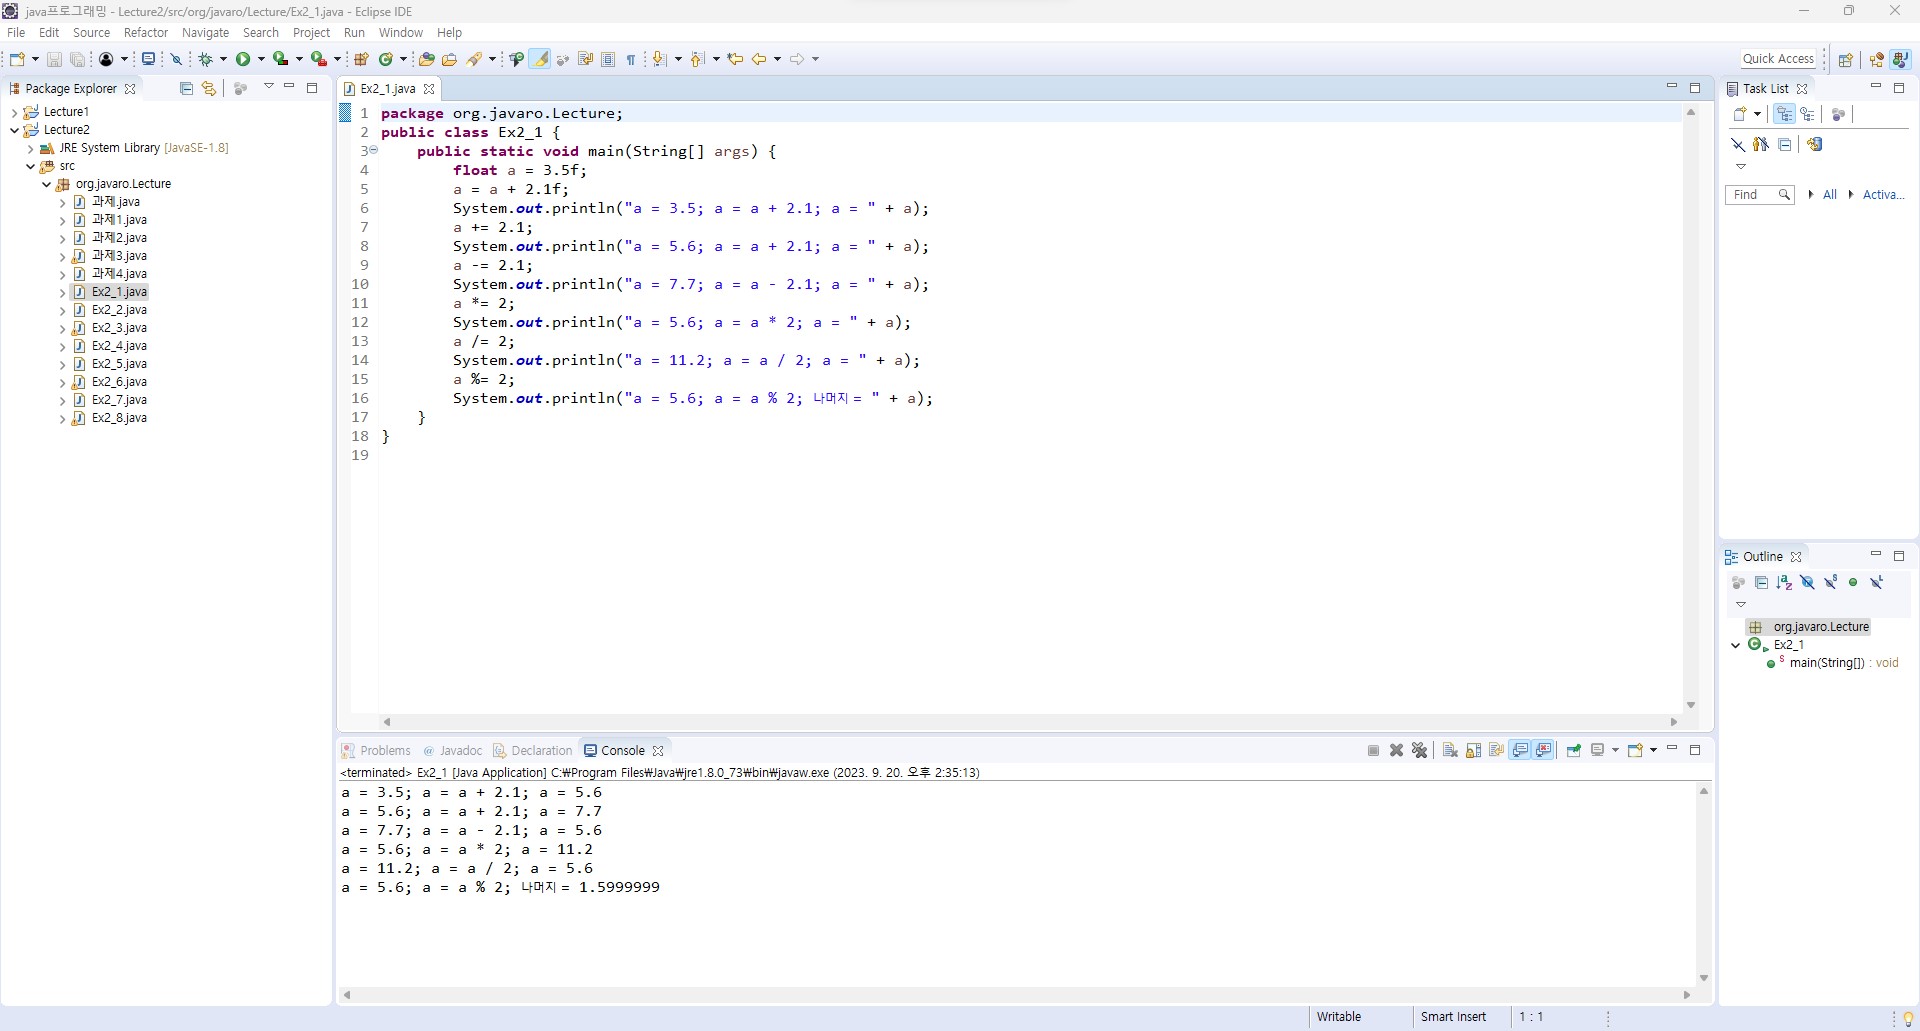 java프로그래밍 - Lecture2/src/org/javaro/Lecture/Ex2_1.java - Eclipse IDE
File Edit Source Refactor Navigate Search Project Run Window Help
Quick Access
Package Explorer
Lecture1
Lecture2
JRE System Library [JavaSE-1.8]
src
org.javaro.Lecture
과제.java
과제1.java
과제2.java
과제3.java
과제4.java
Ex2_1.java
Ex2_2.java
Ex2_3.java
Ex2_4.java
Ex2_5.java
Ex2_6.java
Ex2_7.java
Ex2_8.java
Ex2_1.java
1 package org.javaro.Lecture;
2 public class Ex2_1 {
3 public static void main(String[] args) {
4 float a = 3.5f;
5 a = a + 2.1f;
6 System.out.println("a = 3.5; a = a + 2.1; a = " + a);
7 a += 2.1;
8 System.out.println("a = 5.6; a = a + 2.1; a = " + a);
9 a -= 2.1;
10 System.out.println("a = 7.7; a = a - 2.1; a = " + a);
11 a *= 2;
12 System.out.println("a = 5.6; a = a * 2; a = " + a);
13 a /= 2;
14 System.out.println("a = 11.2; a = a / 2; a = " + a);
15 a %= 2;
16 System.out.println("a = 5.6; a = a % 2; 나머지 = " + a);
17 }
18 }
19
Problems @ Javadoc Declaration Console
<terminated> Ex2_1 [Java Application] C:₩Program Files₩Java₩jre1.8.0_73₩bin₩javaw.exe (2023. 9. 20. 오후 2:35:13)
a = 3.5; a = a + 2.1; a = 5.6
a = 5.6; a = a + 2.1; a = 7.7
a = 7.7; a = a - 2.1; a = 5.6
a = 5.6; a = a * 2; a = 11.2
a = 11.2; a = a / 2; a = 5.6
a = 5.6; a = a % 2; 나머지 = 1.5999999
Task List
Find All Activa...
Outline
org.javaro.Lecture
Ex2_1
main(String[]) : void
Writable Smart Insert 1 : 1